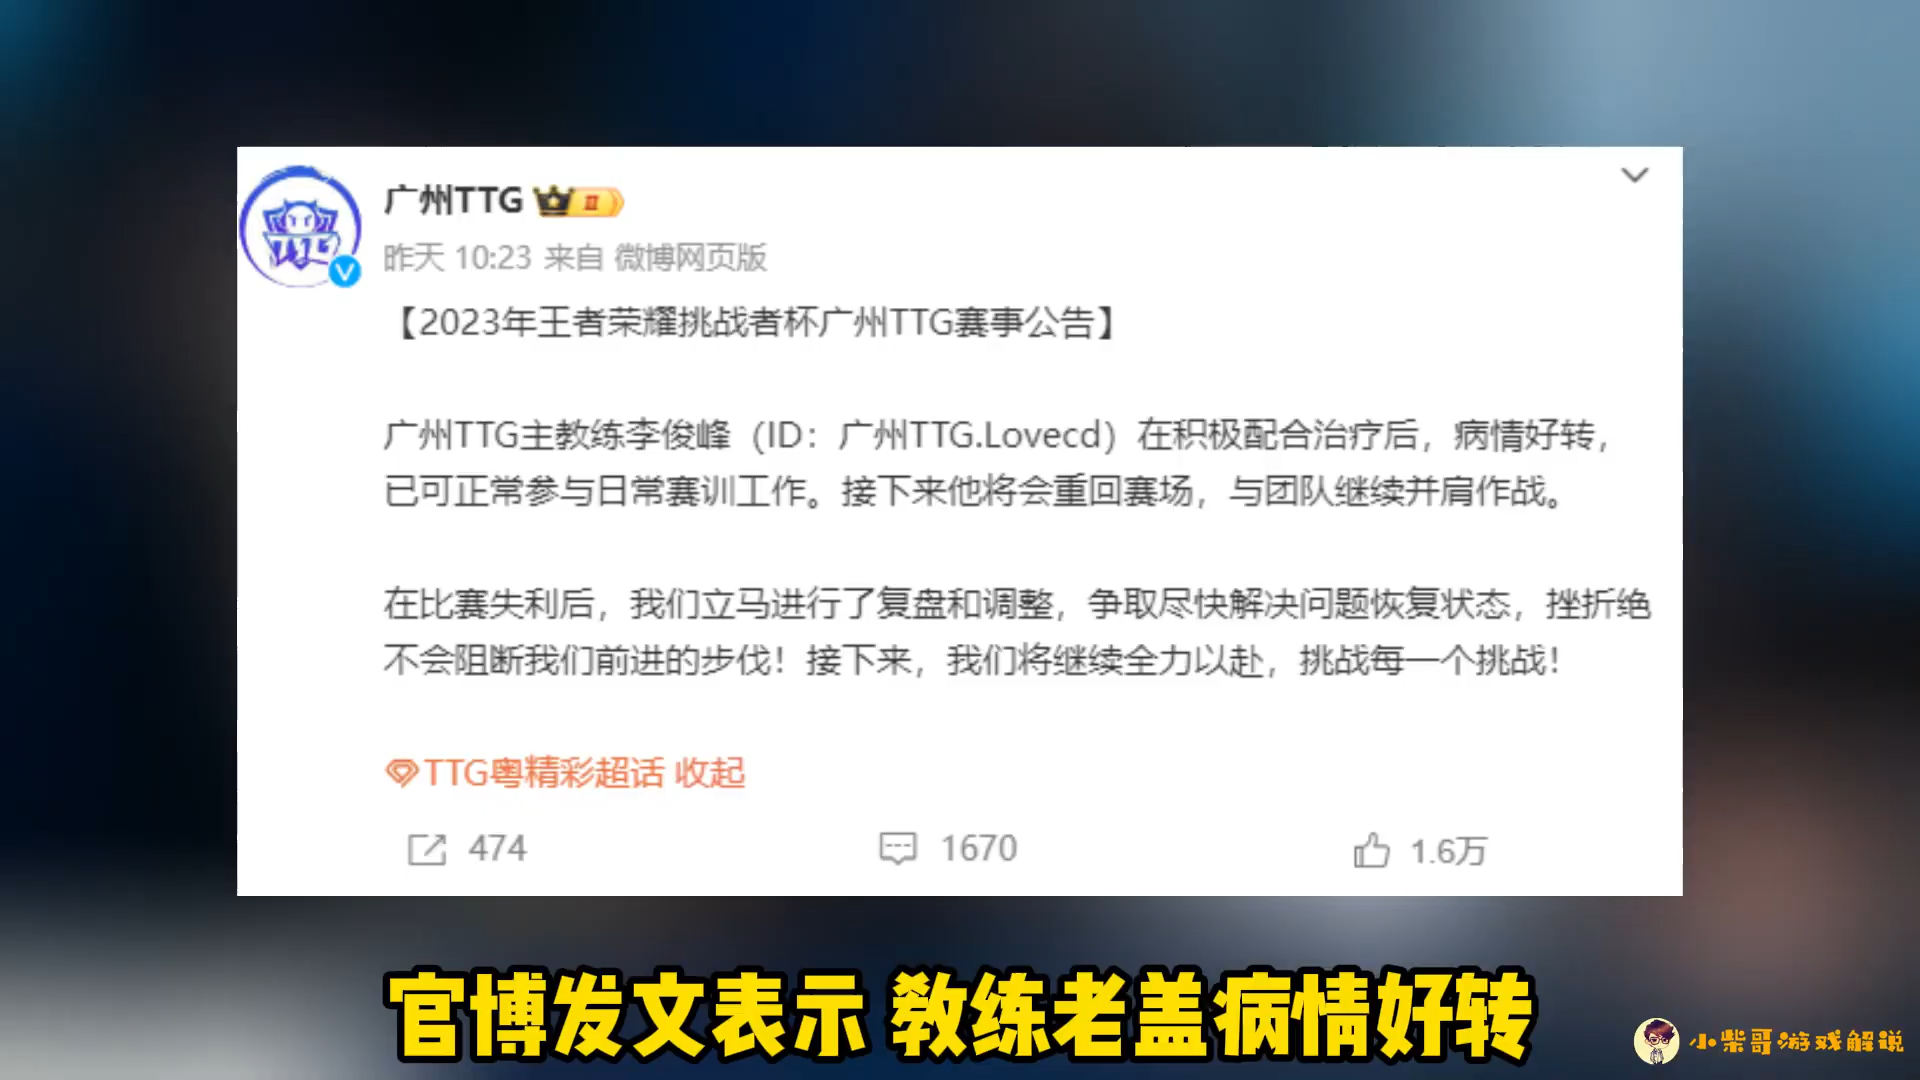 广州TTG II
昨天 10:23 来自 微博网页版
【2023年王者荣耀挑战者杯广州TTG赛事公告】
广州TTG主教练李俊峰（ID：广州TTG.Lovecd）在积极配合治疗后，病情好转，
已可正常参与日常赛训工作。接下来他将会重回赛场，与团队继续并肩作战。
在比赛失利后，我们立马进行了复盘和调整，争取尽快解决问题恢复状态，挫折绝
不会阻断我们前进的步伐！接下来，我们将继续全力以赴，挑战每一个挑战！
TTG粤精彩超话 收起
474 1670 1.6万
官博发文表示 教练老盖病情好转
小柴哥游戏解说